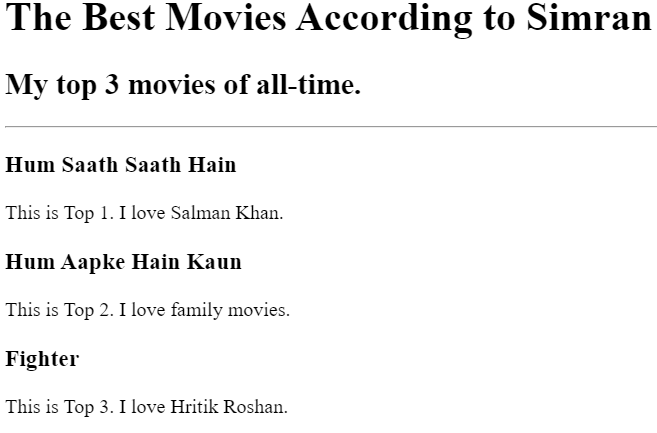 The Best Movies According to Simran
My top 3 movies of all-time.
Hum Saath Saath Hain
This is Top 1. I love Salman Khan.
Hum Aapke Hain Kaun
This is Top 2. I love family movies.
Fighter
This is Top 3. I love Hritik Roshan.